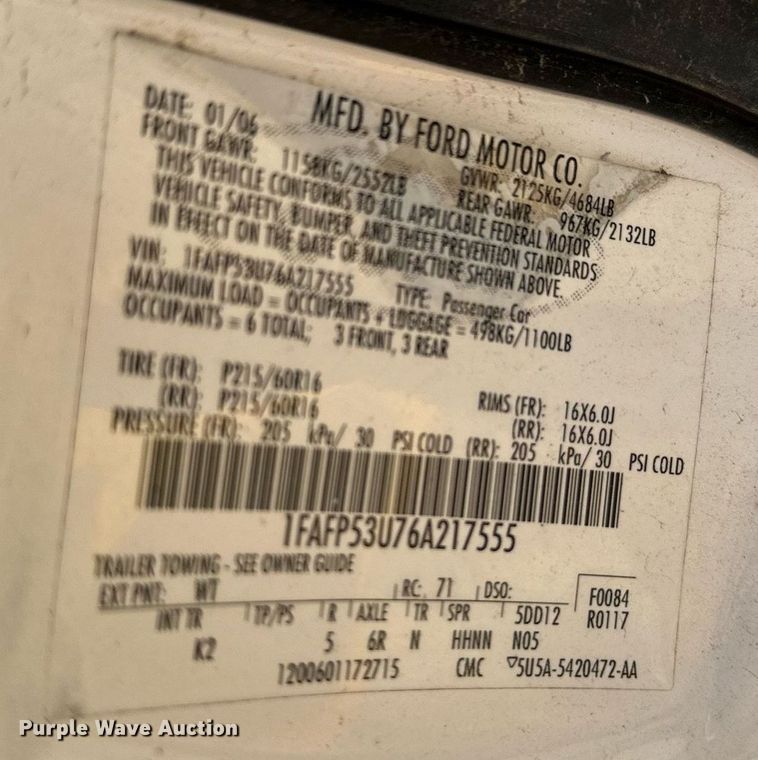 MFD. BY FORD MOTOR CO.
DATE: 01/06 GVWR: 2125KG/4684LB
FRONT GAWR: 1158KG/2552LB REAR GAWR: 967KG/2132LB
THIS VEHICLE CONFORMS TO ALL APPLICABLE FEDERAL MOTOR
VEHICLE SAFETY, BUMPER, AND THEFT PREVENTION STANDARDS
IN EFFECT ON THE DATE OF MANUFACTURE SHOWN ABOVE.
VIN: 1FAFP53U76A217555 TYPE: Passenger Car
MAXIMUM LOAD = OCCUPANTS + LUGGAGE = 498KG/1100LB
OCCUPANTS = 6 TOTAL; 3 FRONT, 3 REAR
TIRE (FR): P215/60R16 RIMS (FR): 16X6.0J
(RR): P215/60R16 (RR): 16X6.0J
PRESSURE (FR): 205 kPa/ 30 PSI COLD (RR): 205 kPa/ 30 PSI COLD
1FAFP53U76A217555
TRAILER TOWING - SEE OWNER GUIDE
EXT PNT: WT RC: 71 DSO: F0084
INT TR TP/PS R AXLE TR SPR 5DD12 R0117
K2 5 6R N HHNN N05
1200601172715 CMC ▽5U5A-5420472-AA
Purple Wave Auction